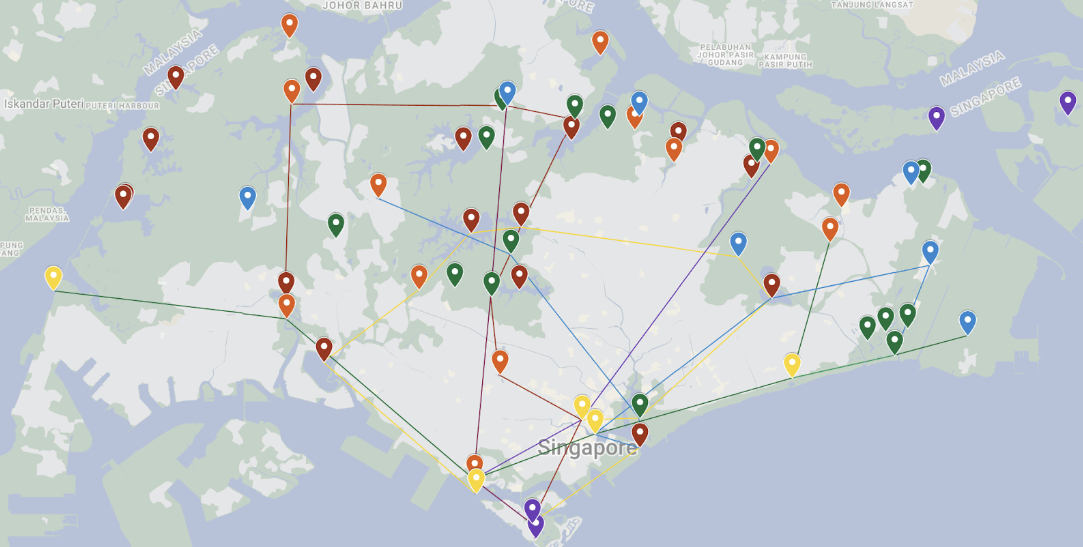 JOHOR BAHRU
TANJUNG LANGSAT
MALAYSIA
SINGAPORE
PELABUHAN
JOHOR PASIR
GUDANG
KAMPUNG
PASIR PUTIH
MALAYSIA
SINGAPORE
Iskandar Puteri
PUTERI HARBOUR
PENDAS,
MALAYSIA
Singapore